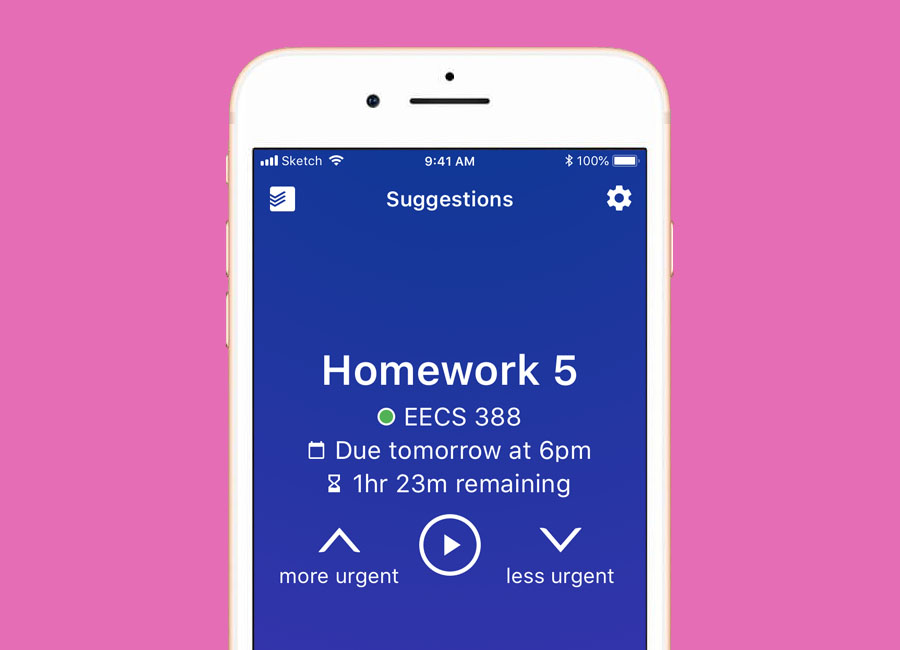 Sketch 9:41 AM 100%
Suggestions
Homework 5
EECS 388
Due tomorrow at 6pm
1hr 23m remaining
more urgent less urgent